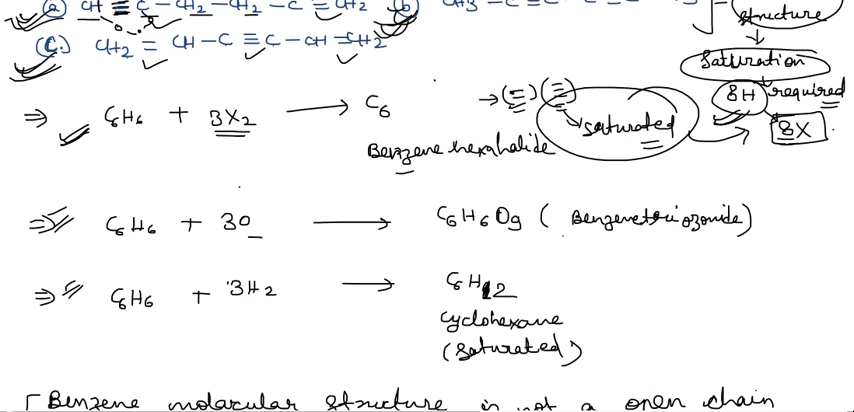 (a) CH ≡ C - CH2 - CH2 - C ≡ CH2 (b)
structure
(C.) CH2 = CH - C ≡ C - CH = CH2
Saturation
8H required
8X
⇒ C6H6 + 3X2 ⟶ C6
→ (=) (≡)
saturated
Benzene hexahalide
⇒ C6H6 + 3O ⟶ C6H6O9 ( Benzenetriozonide)
⇒ C6H6 + 3H2 ⟶ C6H12
cyclohexane
(saturated)
Benzene molecular structure is not a open chain